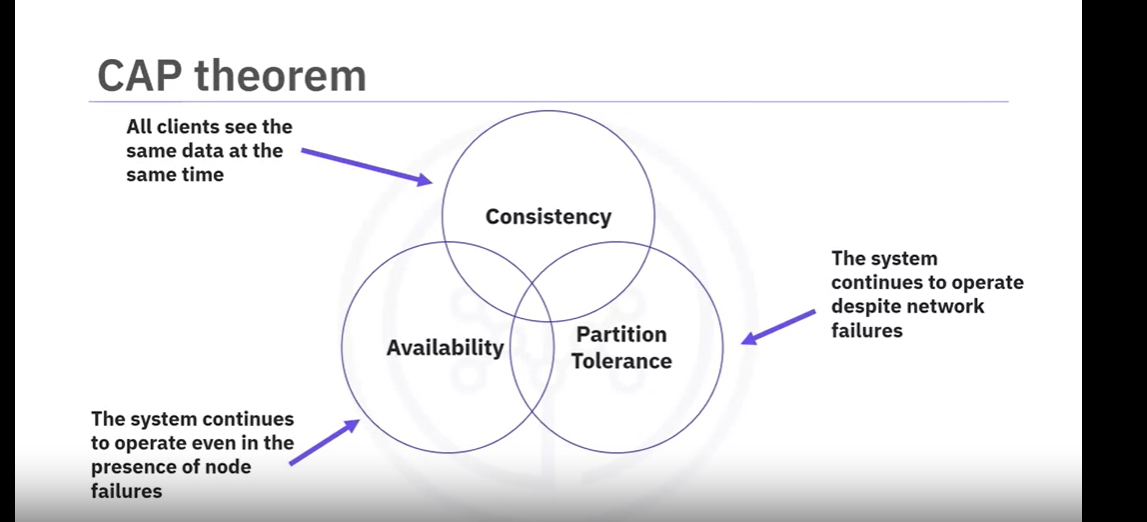 CAP theorem
All clients see the
same data at the
same time
Consistency
The system
continues to operate
despite network
failures
Availability
Partition
Tolerance
The system continues
to operate even in the
presence of node
failures